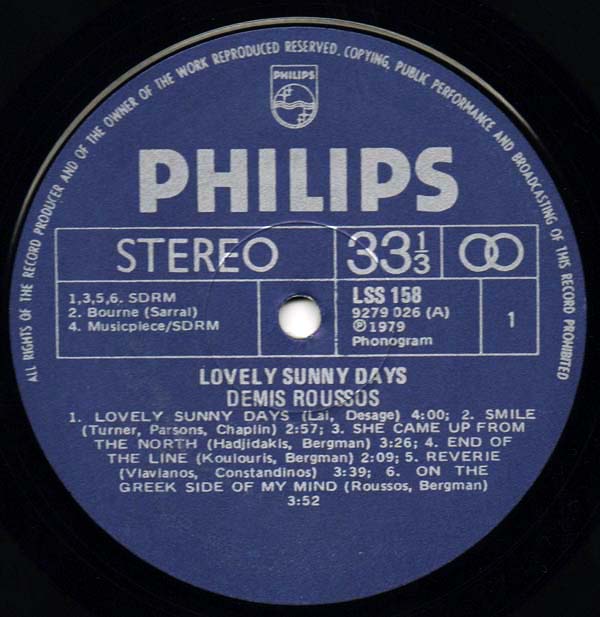 ALL RIGHTS OF THE RECORD PRODUCER AND OF THE OWNER OF THE WORK REPRODUCED RESERVED. COPYING, PUBLIC PERFORMANCE AND BROADCASTING OF THIS RECORD PROHIBITED
PHILIPS
PHILIPS
STEREO
33 1/3
1,3,5,6. SDRM
2. Bourne (Sarral)
4. Musicpiece/SDRM
LSS 158
9279 026 (A)
℗1979
Phonogram
1
LOVELY SUNNY DAYS
DEMIS ROUSSOS
1. LOVELY SUNNY DAYS (Lai, Desage) 4:00; 2. SMILE
(Turner, Parsons, Chaplin) 2:57; 3. SHE CAME UP FROM
THE NORTH (Hadjidakis, Bergman) 3:26; 4. END OF
THE LINE (Koulouris, Bergman) 2:09; 5. REVERIE
(Vlavianos, Constandinos) 3:39; 6. ON THE
GREEK SIDE OF MY MIND (Roussos, Bergman)
3:52